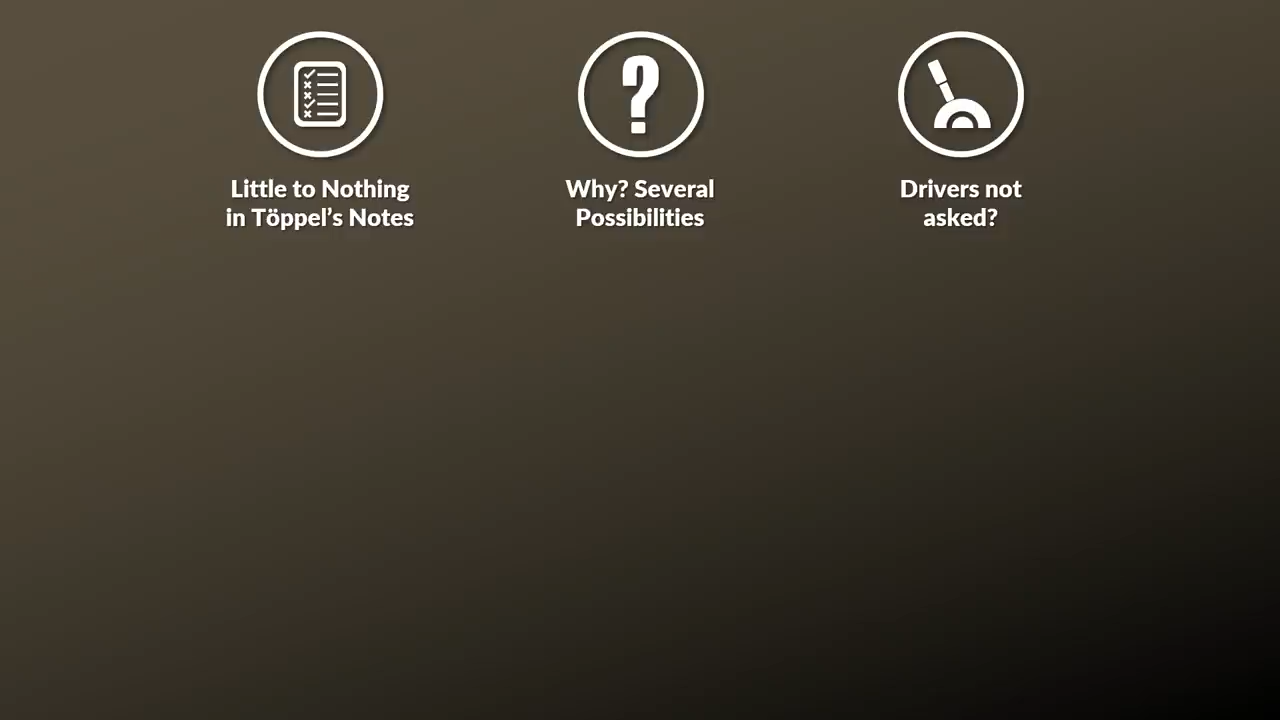 Little to Nothing
in Töppel’s Notes
Why? Several
Possibilities
Drivers not
asked?